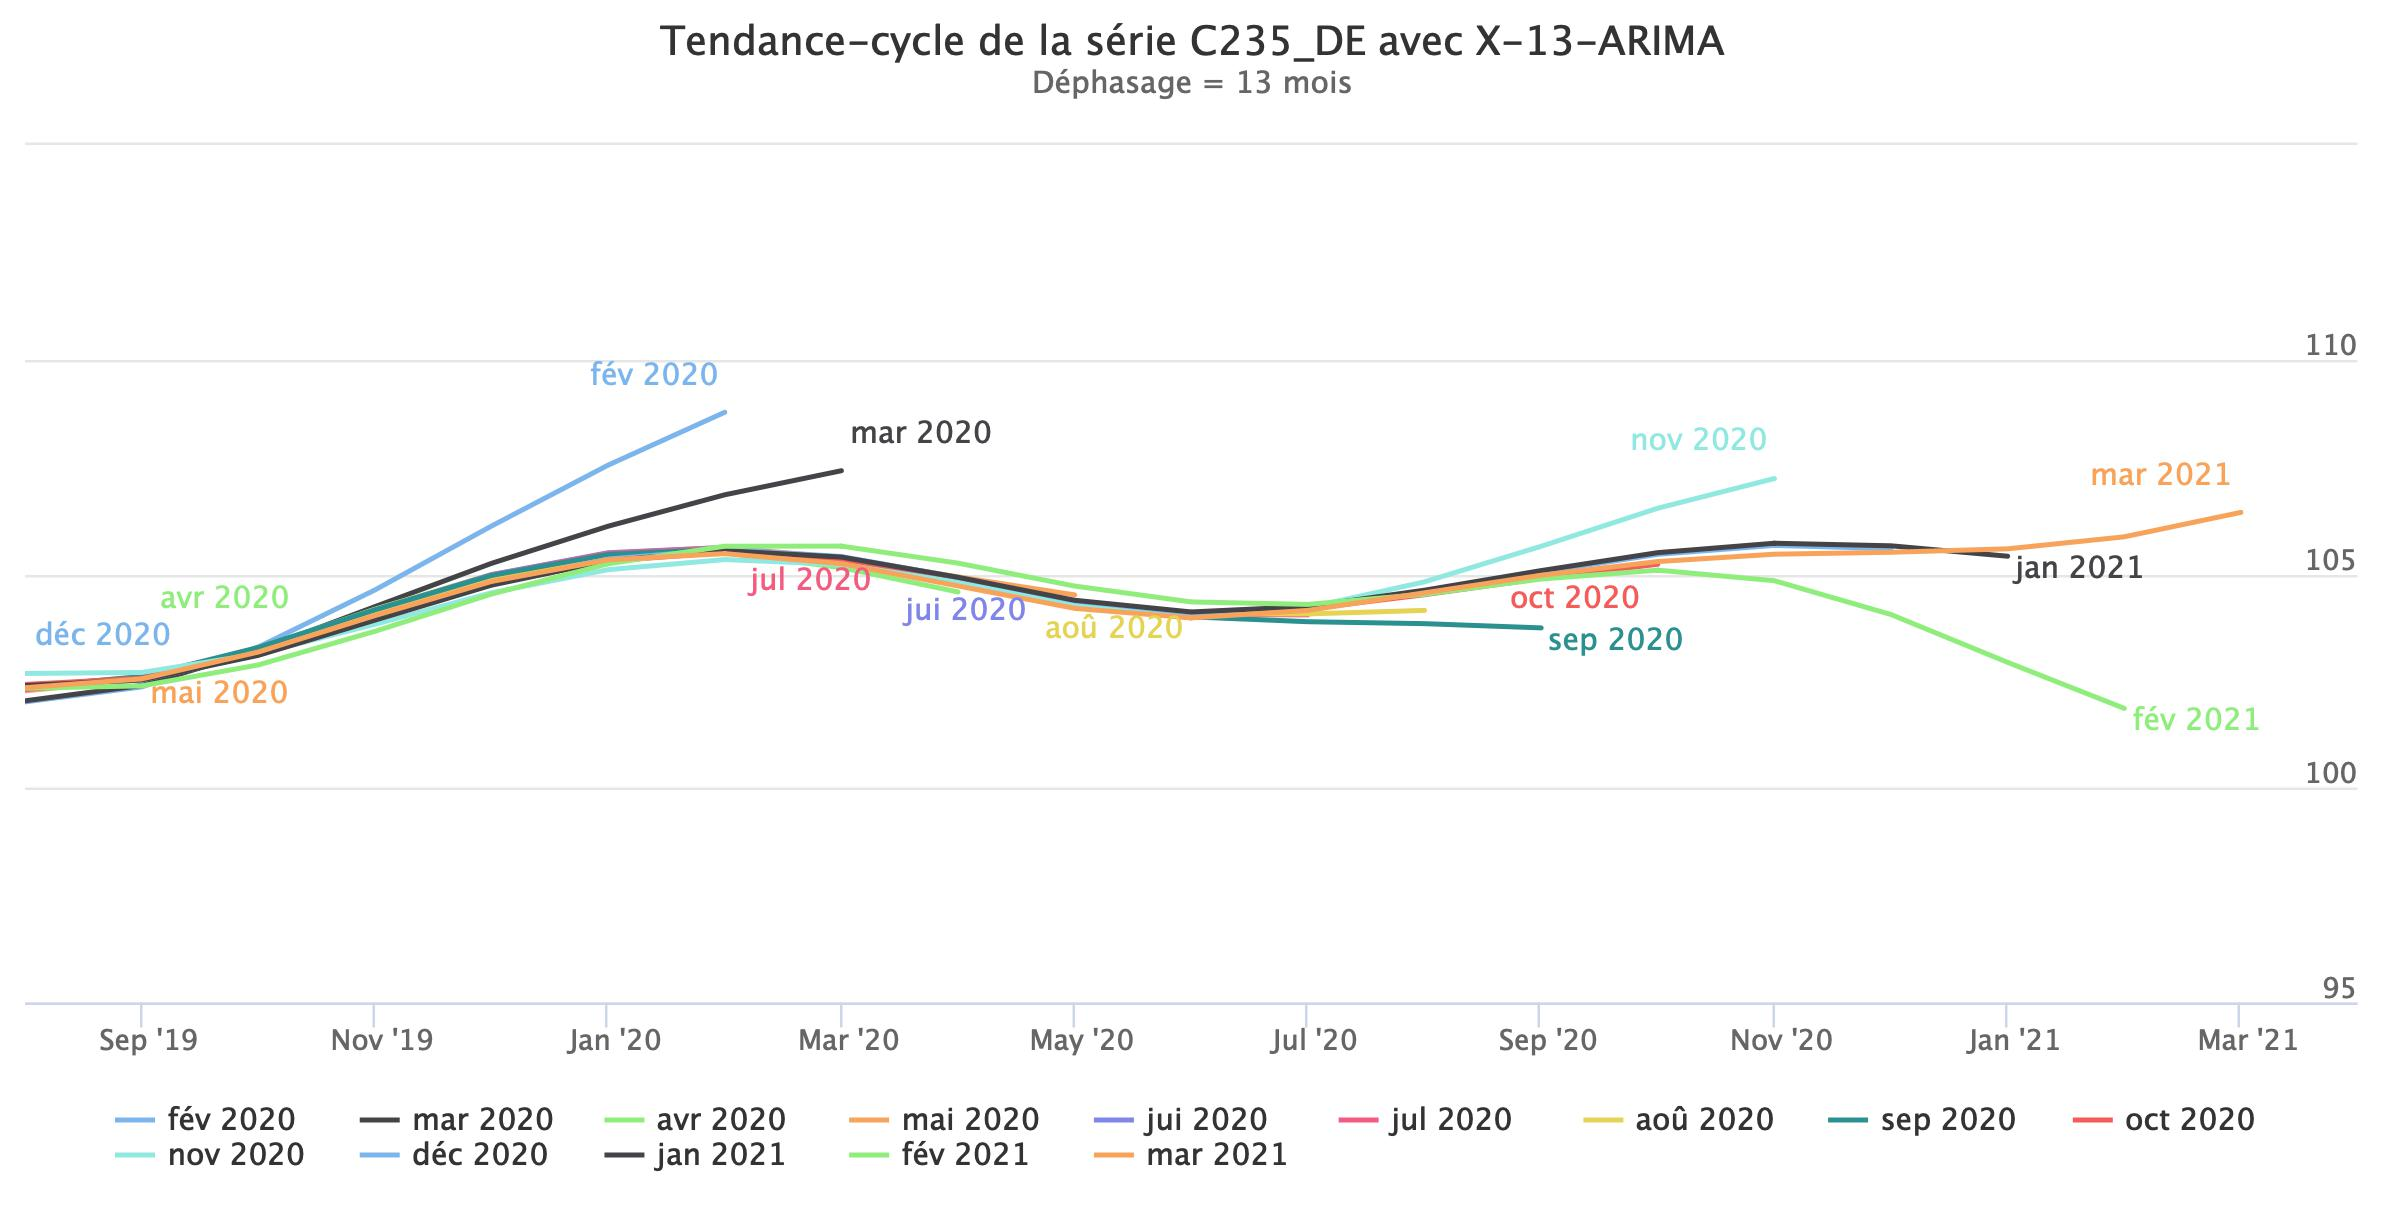 Tendance-cycle de la série C235_DE avec X-13-ARIMA
Déphasage = 13 mois
110
fév 2020
mar 2020
nov 2020
mar 2021
105
jan 2021
jul 2020
avr 2020
oct 2020
jui 2020
aoû 2020
déc 2020
sep 2020
mai 2020
fév 2021
100
95
Sep '19 Nov '19 Jan '20 Mar '20 May '20 Jul '20 Sep '20 Nov '20 Jan '21 Mar '21
fév 2020 mar 2020 avr 2020 mai 2020 jui 2020 jul 2020 aoû 2020 sep 2020 oct 2020
nov 2020 déc 2020 jan 2021 fév 2021 mar 2021